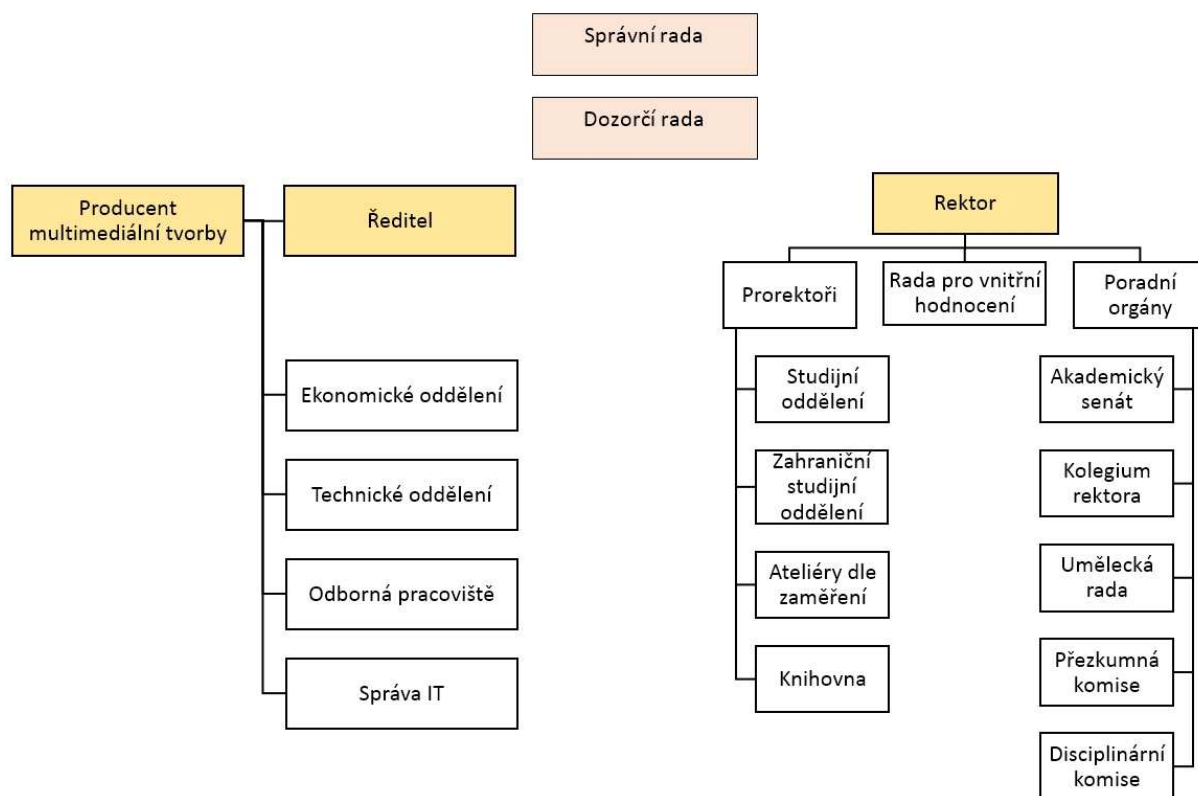 Správní rada
Dozorčí rada
Producent
multimediální tvorby
Ředitel
Ekonomické oddělení
Technické oddělení
Odborná pracoviště
Správa IT
Rektor
Prorektoři
Rada pro vnitřní
hodnocení
Poradní
orgány
Studijní
oddělení
Zahraniční
studijní
oddělení
Ateliéry dle
zaměření
Knihovna
Akademický
senát
Kolegium
rektora
Umělecká
rada
Přezkumná
komise
Disciplinární
komise